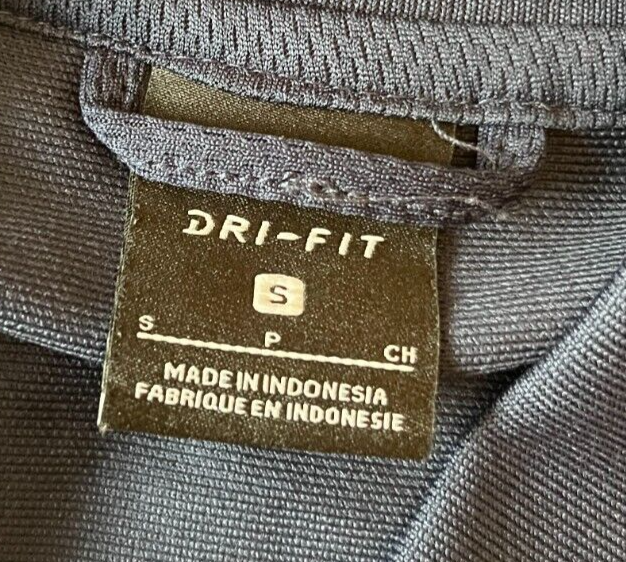 DRI-FIT
S
S P CH
MADE IN INDONESIA
FABRIQUE EN INDONESIE